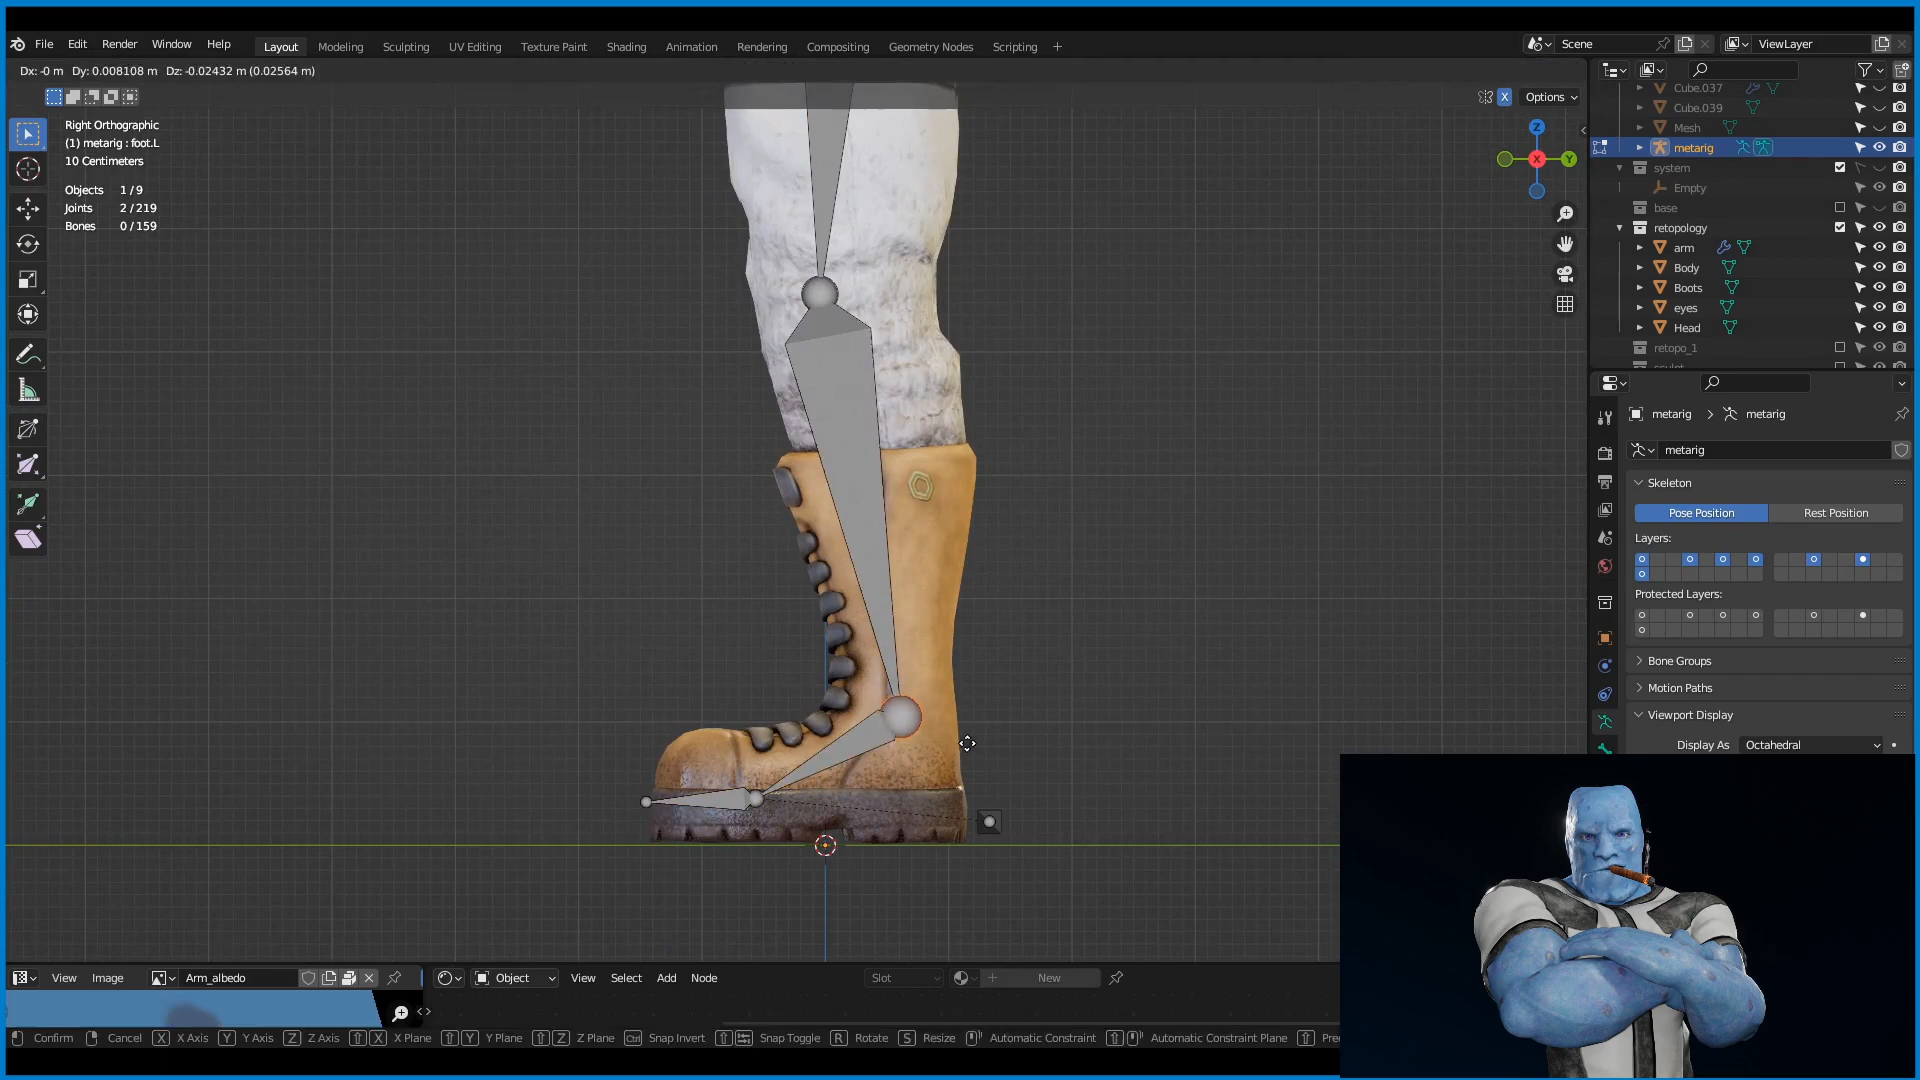 File Edit Render Window Help Layout Modeling Sculpting UV Editing Texture Paint Shading Animation Rendering Compositing Geometry Nodes Scripting + Scene ViewLayer
Dx: -0 m Dy: 0.008108 m Dz: -0.02432 m (0.02564 m)
X Options
Right Orthographic
(1) metarig : foot.L
10 Centimeters
Objects 1/9
Joints 2/219
Bones 0/159
Z
X
Y
Cube.037
Cube.039
Mesh
metarig
system
Empty
base
retopology
arm
Body
Boots
eyes
Head
retopo_1
metarig > metarig
metarig
Skeleton
Pose Position Rest Position
Layers:
Protected Layers:
Bone Groups
Motion Paths
Viewport Display
Display As Octahedral
View Image Arm_albedo Object View Select Add Node Slot New
Confirm Cancel X X Axis Y Y Axis Z Z Axis X X Plane Y Y Plane Z Z Plane Ctrl Snap Invert Snap Toggle R Rotate S Resize Automatic Constraint Automatic Constraint Plane